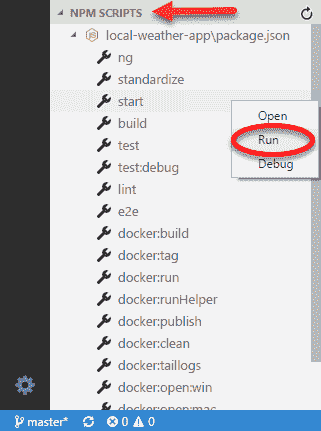 NPM SCRIPTS
local-weather-app\package.json
ng
standardize
start
Open
build
Run
test
test:debug
Debug
lint
e2e
docker:build
docker:tag
docker:run
docker:runHelper
docker:publish
docker:clean
docker:taillogs
docker:open:win
docker:open:mac
master* 0 0